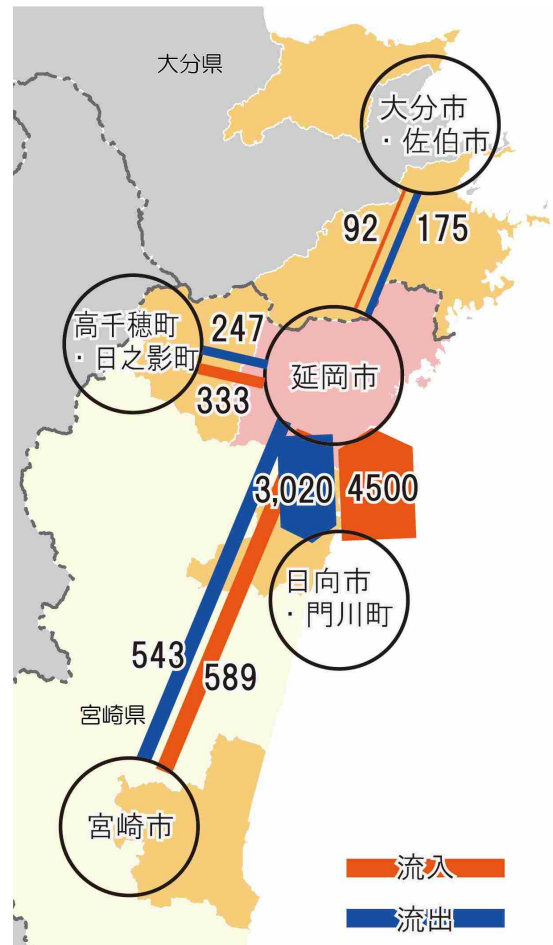 大分県
大分市
・佐伯市
92
175
高千穂町
・日之影町
247
333
延岡市
3,020
4500
日向市
・門川町
543
589
宮崎県
宮崎市
流入
流出